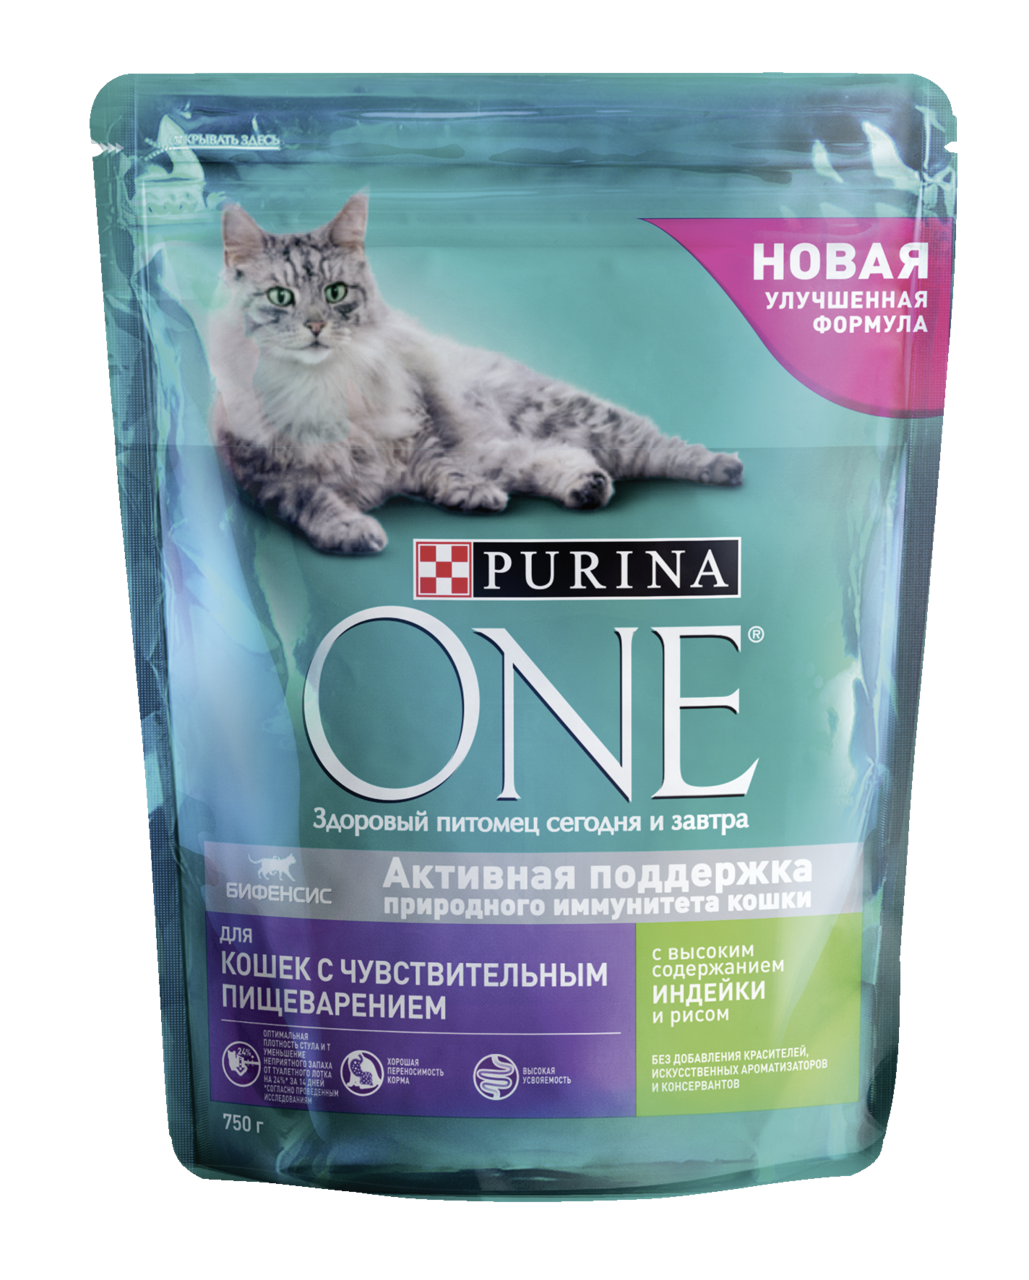 ОТКРЫВАТЬ ЗДЕСЬ
НОВАЯ
УЛУЧШЕННАЯ
ФОРМУЛА
PURINA
ONE®
Здоровый питомец сегодня и завтра
БИФЕНСИС
Активная поддержка
природного иммунитета кошки
для
КОШЕК С ЧУВСТВИТЕЛЬНЫМ
ПИЩЕВАРЕНИЕМ
24%
ОПТИМАЛЬНАЯ
ПЛОТНОСТЬ СТУЛА И Т
УМЕНЬШЕНИЕ
НЕПРИЯТНОГО ЗАПАХА
ОТ ТУАЛЕТНОГО ЛОТКА
НА 24%* ЗА 14 ДНЕЙ
*СОГЛАСНО ПРОВЕДЕННЫМ
ИССЛЕДОВАНИЯМ
ХОРОШАЯ
ПЕРЕНОСИМОСТЬ
КОРМА
ВЫСОКАЯ
УСВОЯЕМОСТЬ
с высоким
содержанием
ИНДЕЙКИ
и рисом
БЕЗ ДОБАВЛЕНИЯ КРАСИТЕЛЕЙ,
ИСКУССТВЕННЫХ АРОМАТИЗАТОРОВ
И КОНСЕРВАНТОВ
750 г